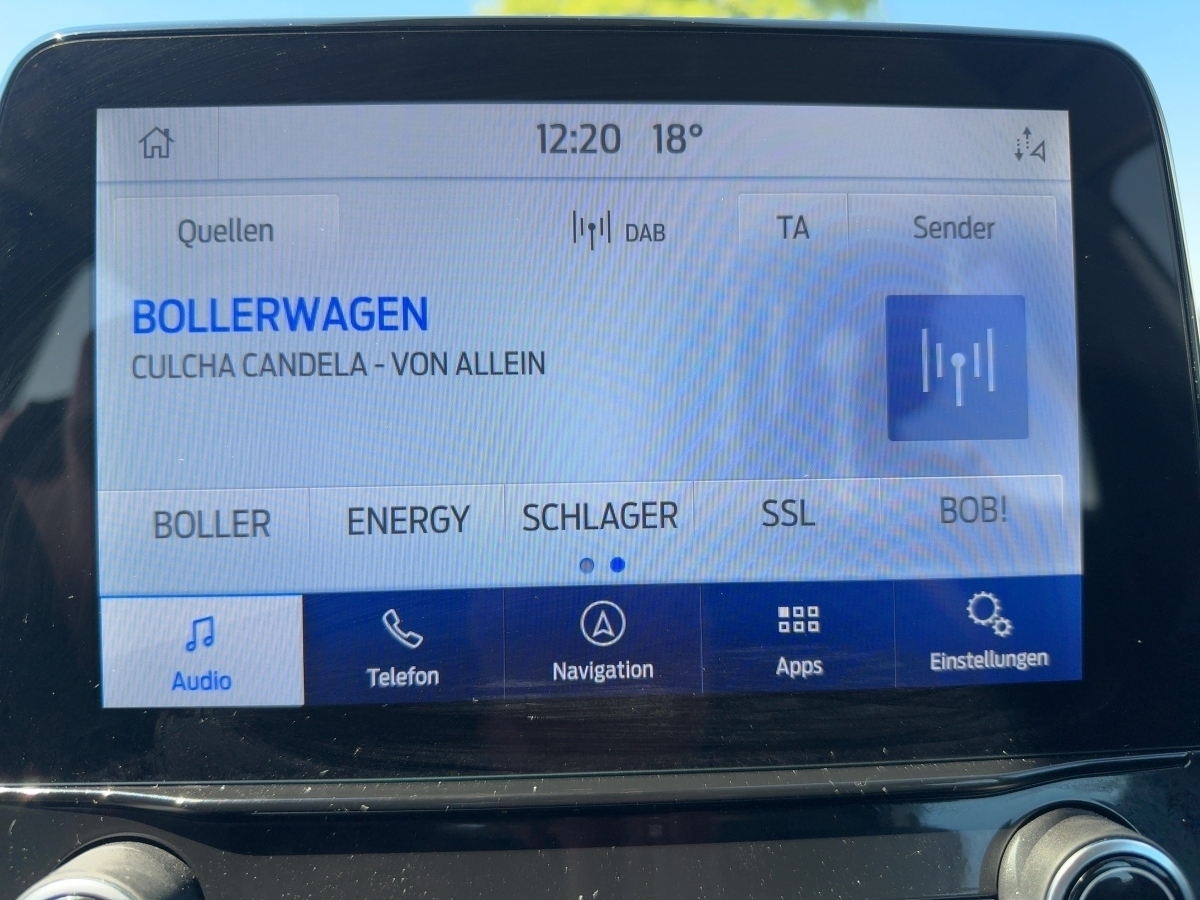 12:20 18°
Quellen DAB TA Sender
BOLLERWAGEN
CULCHA CANDELA - VON ALLEIN
BOLLER ENERGY SCHLAGER SSL BOB!
Audio Telefon Navigation Apps Einstellungen